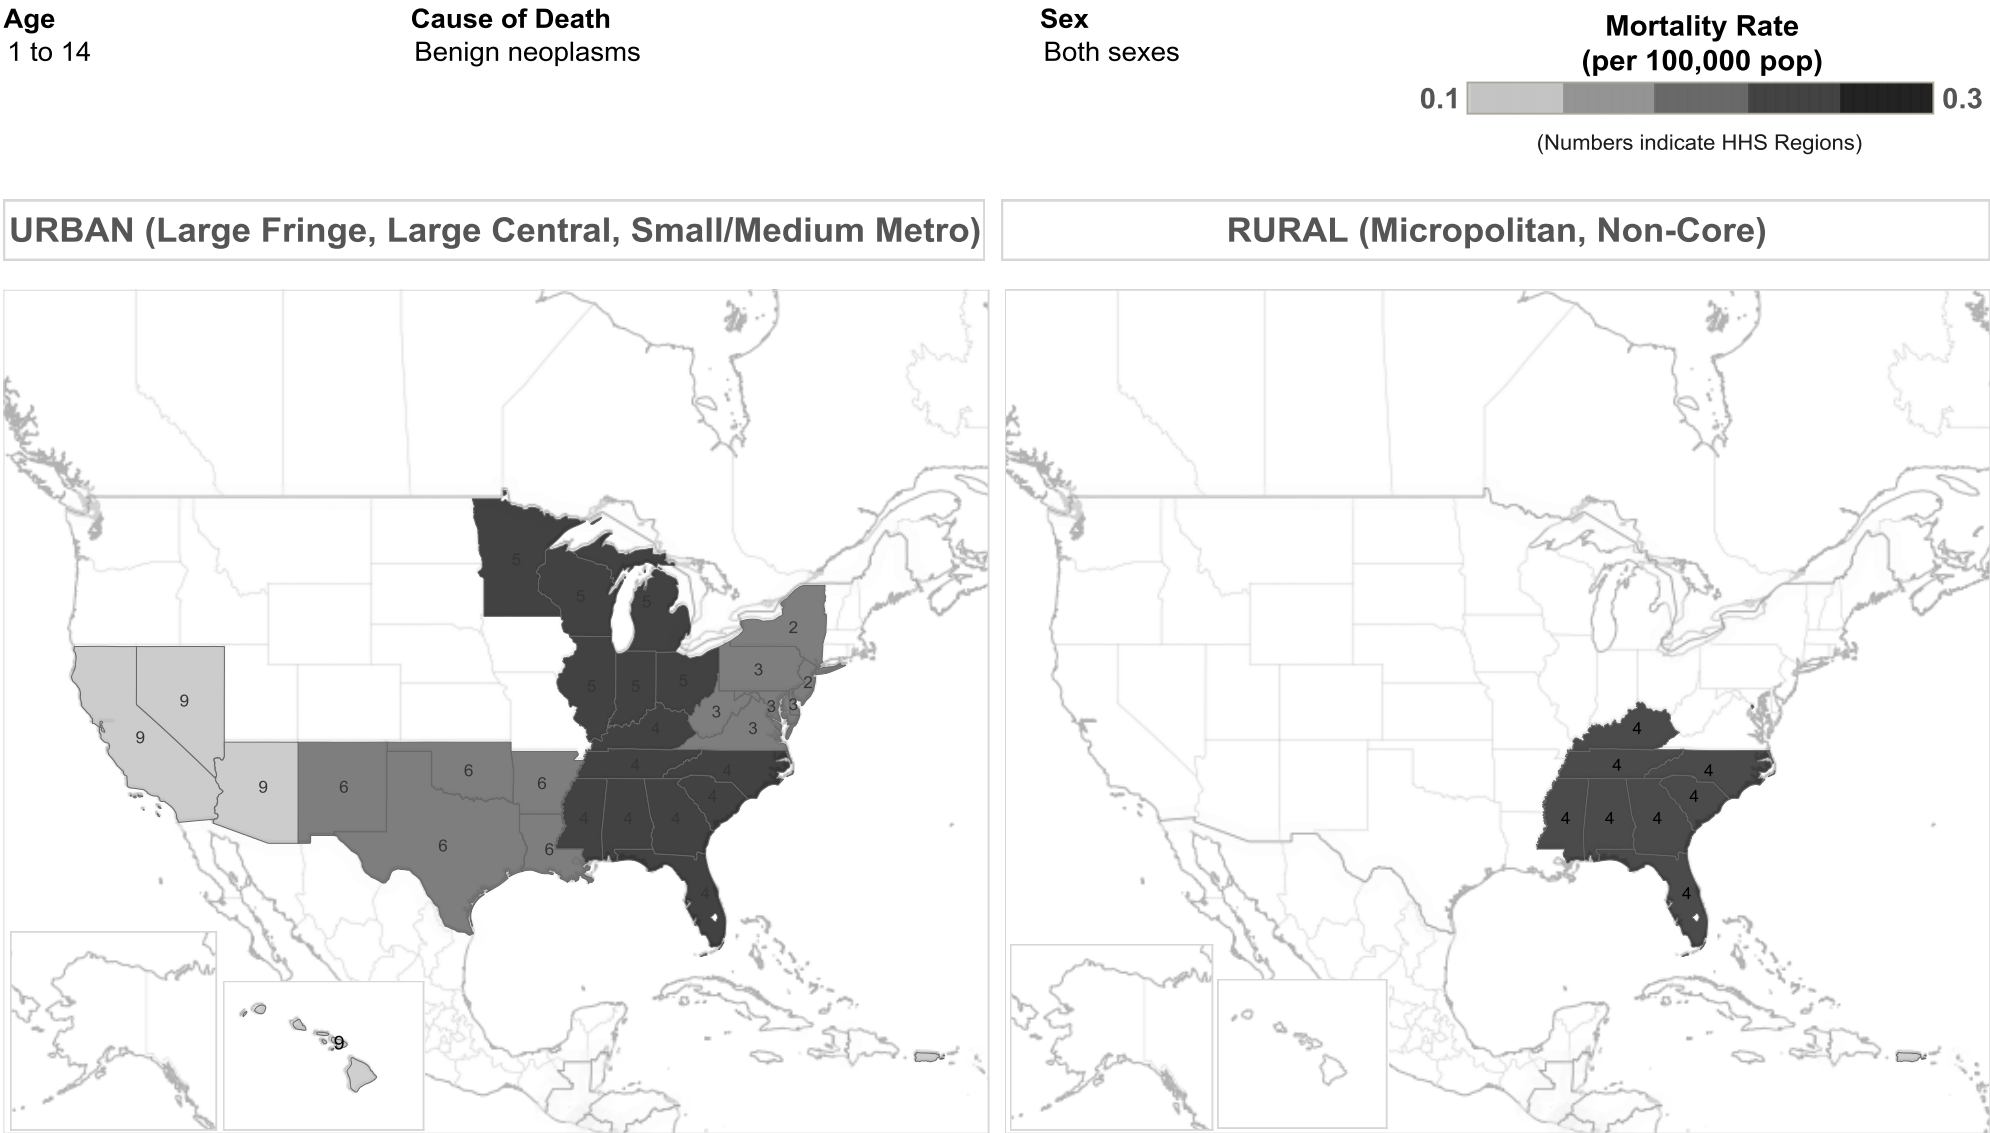 Age
1 to 14
Cause of Death
Benign neoplasms
Sex
Both sexes
Mortality Rate
(per 100,000 pop)
0.1 0.3
(Numbers indicate HHS Regions)
URBAN (Large Fringe, Large Central, Small/Medium Metro)
5
5
5
2
3
5 5 5
2
9
3 3 3
4 3
9
4 4
6 6
9 6
4
4 4 4
6 6
4
9
RURAL (Micropolitan, Non-Core)
4
4 4
4
4 4 4
4